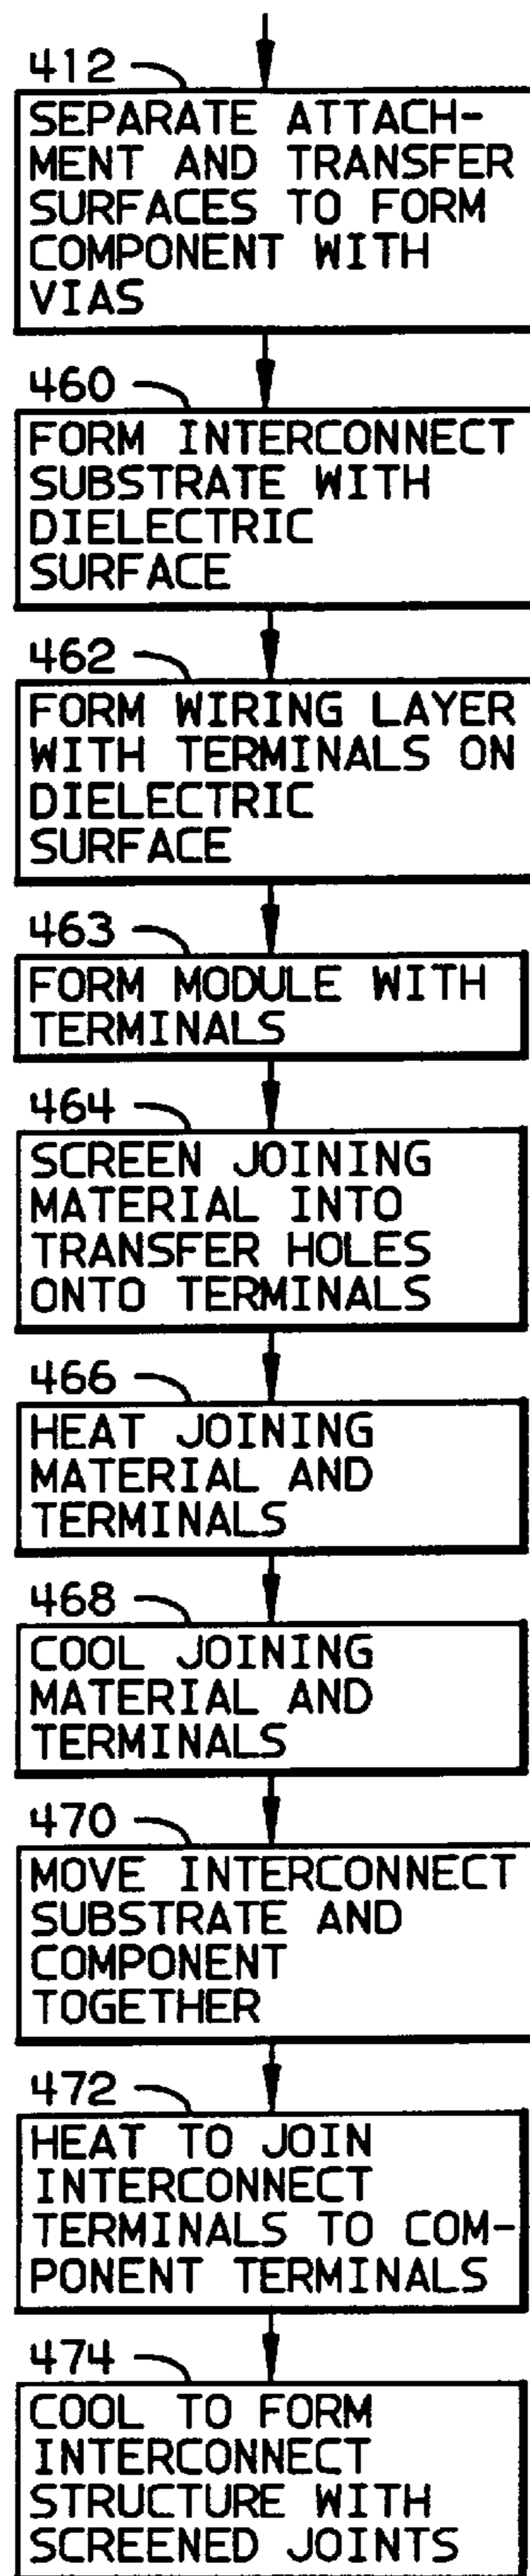 412
SEPARATE ATTACH-
MENT AND TRANSFER
SURFACES TO FORM
COMPONENT WITH
VIAS
460
FORM INTERCONNECT
SUBSTRATE WITH
DIELECTRIC
SURFACE
462
FORM WIRING LAYER
WITH TERMINALS ON
DIELECTRIC
SURFACE
463
FORM MODULE WITH
TERMINALS
464
SCREEN JOINING
MATERIAL INTO
TRANSFER HOLES
ONTO TERMINALS
466
HEAT JOINING
MATERIAL AND
TERMINALS
468
COOL JOINING
MATERIAL AND
TERMINALS
470
MOVE INTERCONNECT
SUBSTRATE AND
COMPONENT
TOGETHER
472
HEAT TO JOIN
INTERCONNECT
TERMINALS TO COM-
PONENT TERMINALS
474
COOL TO FORM
INTERCONNECT
STRUCTURE WITH
SCREENED JOINTS